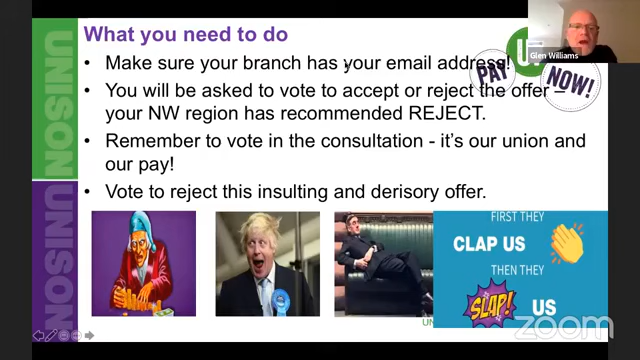 What you need to do
Glen Williams
• Make sure your branch has your email address!
PAY UP NOW!
• You will be asked to vote to accept or reject the offer –
your NW region has recommended REJECT.
• Remember to vote in the consultation - it's our union and
our pay!
• Vote to reject this insulting and derisory offer.
UNISON
UNISON
FIRST THEY
CLAP US
THEN THEY
SLAP! US
UN
zoom